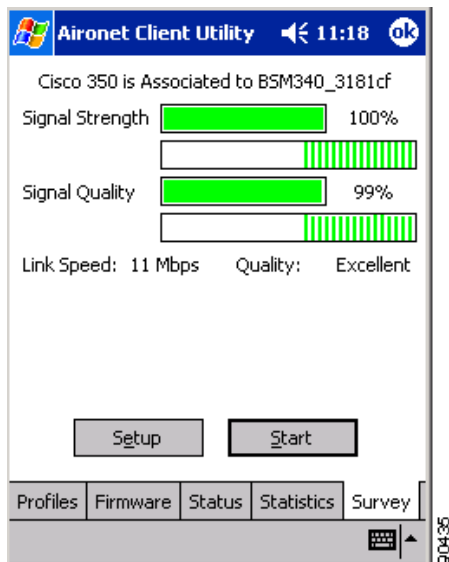 Aironet Client Utility 11:18 ok
Cisco 350 is Associated to BSM340_3181cf
Signal Strength 100%
Signal Quality 99%
Link Speed: 11 Mbps Quality: Excellent
Setup Start
Profiles Firmware Status Statistics Survey
90435